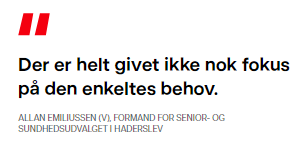 Der er helt givet ikke nok fokus
på den enkeltes behov.
ALLAN EMILIUSSEN (V), FORMAND FOR SENIOR- OG
SUNDHEDSUDVALGET I HADERSLEV